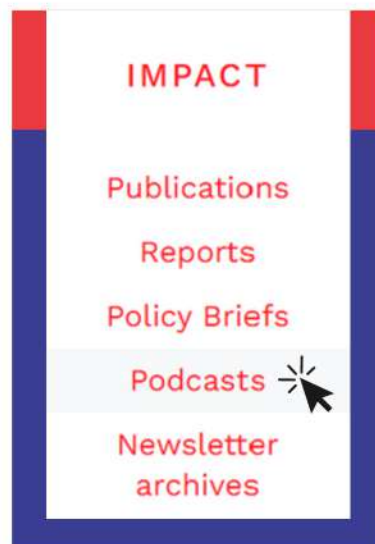 IMPACT
Publications
Reports
Policy Briefs
Podcasts
Newsletter
archives